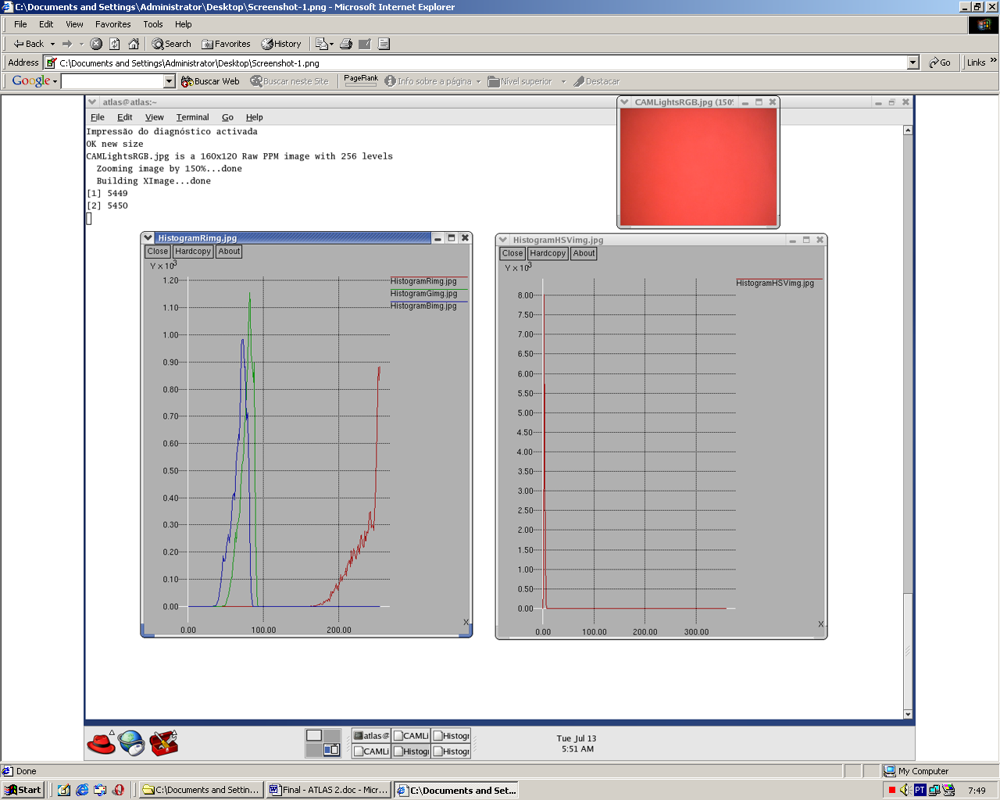 C:\Documents and Settings\Administrator\Desktop\Screenshot-1.png - Microsoft Internet Explorer
File Edit View Favorites Tools Help
Back Search Favorites History
Address C:\Documents and Settings\Administrator\Desktop\Screenshot-1.png Go Links »
Google Buscar Web Buscar neste Site PageRank Info sobre a página Nível superior Destacar
atlas@atlas:~
File Edit View Terminal Go Help
Impressão do diagnóstico activada
OK new size
CAMLightsRGB.jpg is a 160x120 Raw PPM image with 256 levels
Zooming image by 150%...done
Building XImage...done
[1] 5449
[2] 5450
CAMLightsRGB.jpg (150%
HistogramRimg.jpg
Close Hardcopy About
Y x 10³
HistogramRimg.jpg
HistogramGimg.jpg
HistogramBimg.jpg
1.20
1.10
1.00
0.90
0.80
0.70
0.60
0.50
0.40
0.30
0.20
0.10
0.00
X
0.00 100.00 200.00
HistogramHSVimg.jpg
Close Hardcopy About
Y x 10³
HistogramHSVimg.jpg
8.00
7.50
7.00
6.50
6.00
5.50
5.00
4.50
4.00
3.50
3.00
2.50
2.00
1.50
1.00
0.50
0.00
X
0.00 100.00 200.00 300.00
atlas@ CAMLi Histogr
CAMLi Histogr Histogr
Tue Jul 13
5:51 AM
Done My Computer
Start C:\Documents and Settin... Final - ATLAS 2.doc - Micr... C:\Documents and Set... PT 7:49